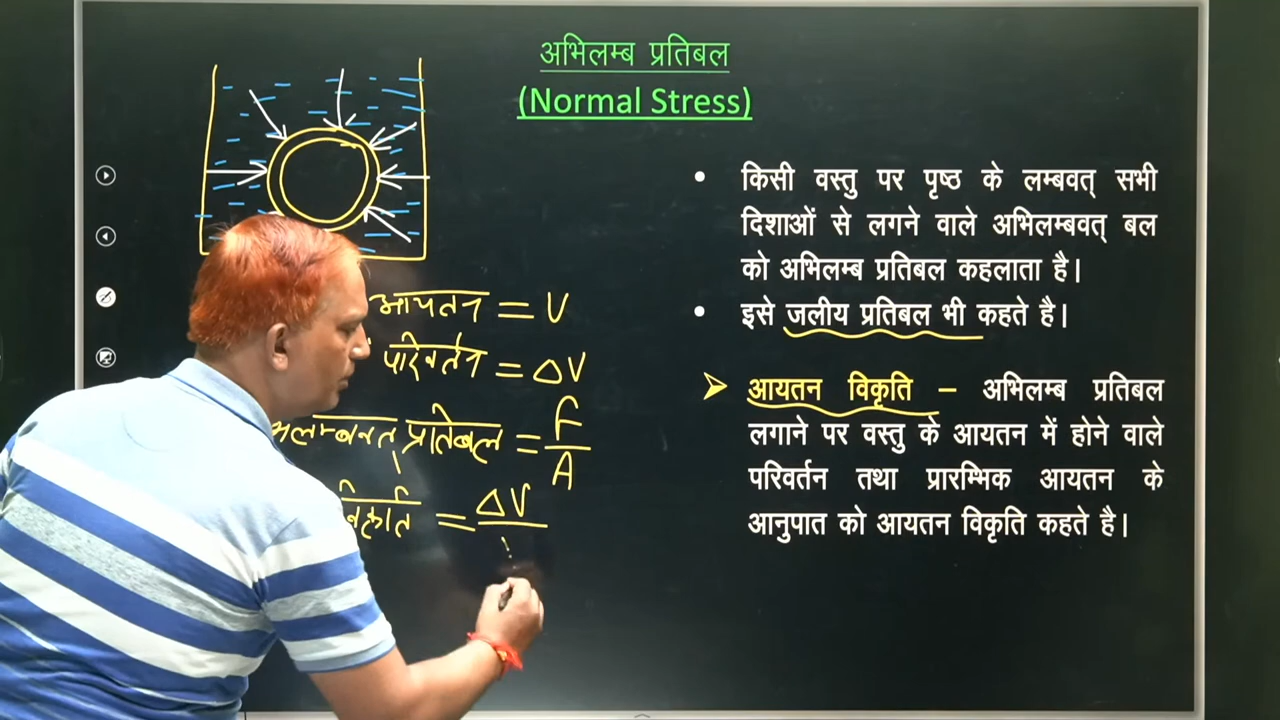 अभिलम्ब प्रतिबल
(Normal Stress)
• किसी वस्तु पर पृष्ठ के लम्बवत् सभी
दिशाओं से लगने वाले अभिलम्बवत् बल
को अभिलम्ब प्रतिबल कहलाता है।
• इसे जलीय प्रतिबल भी कहते है।
➤ आयतन विकृति – अभिलम्ब प्रतिबल
लगाने पर वस्तु के आयतन में होने वाले
परिवर्तन तथा प्रारम्भिक आयतन के
आनुपात को आयतन विकृति कहते है।
आयतन = V
परिवर्तन = ΔV
प्रतिबल = F/A
= ΔV